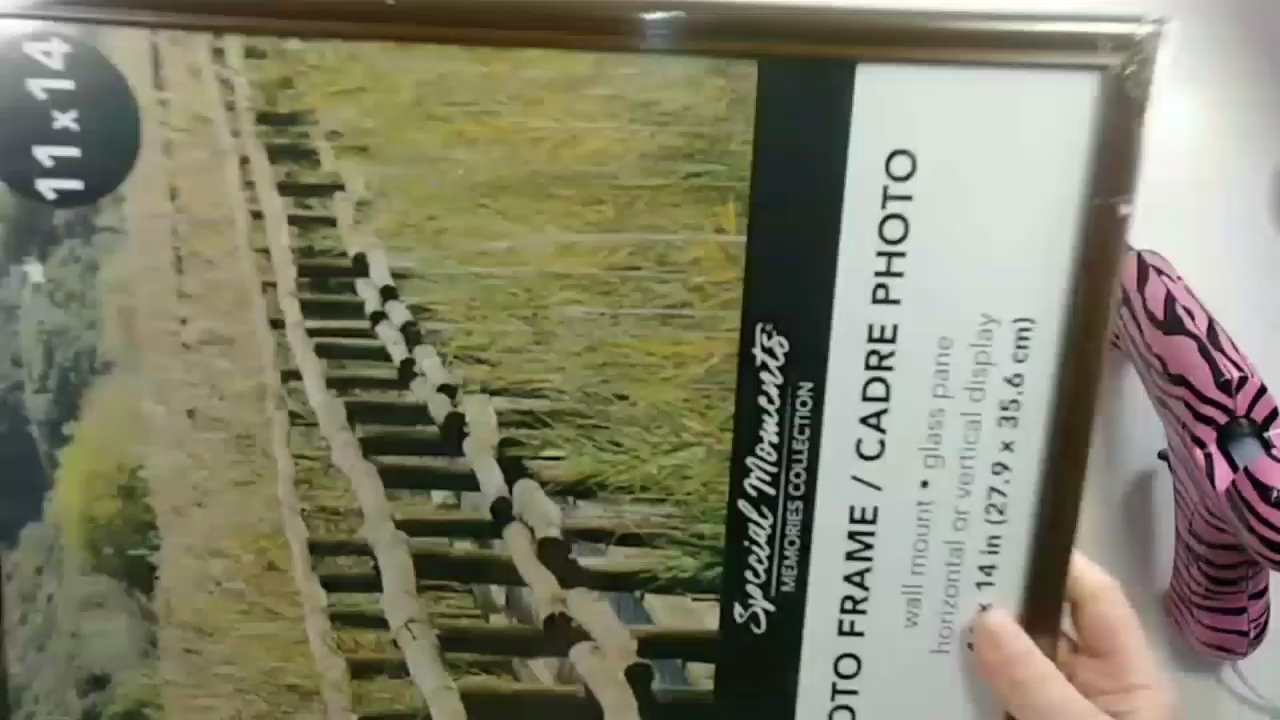 11 x 14
Special Moments
MEMORIES COLLECTION
OTO FRAME / CADRE PHOTO
wall mount • glass pane
horizontal or vertical display
x 14 in (27.9 x 35.6 cm)